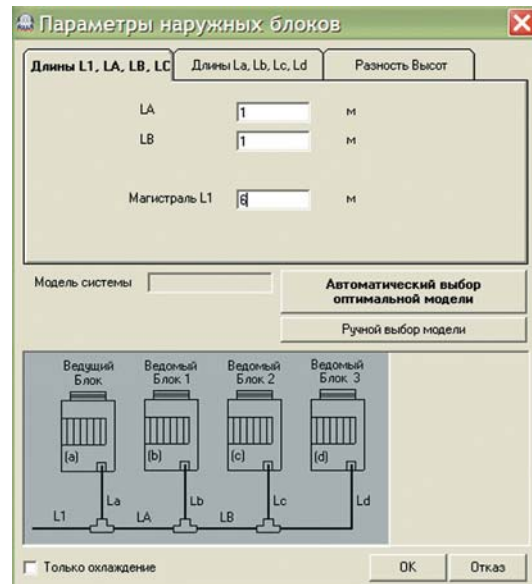 Параметры наружных блоков
Длины L1, LA, LB, LC
Длины La, Lb, Lc, Ld
Разность Высот
LA 1 м
LB 1 м
Магистраль L1 6 м
Модель системы
Автоматический выбор
оптимальной модели
Ручной выбор модели
Ведущий Блок
Ведомый Блок 1
Ведомый Блок 2
Ведомый Блок 3
(a) (b) (c) (d)
La Lb Lc Ld
L1 LA LB
Только охлаждение
OK
Отказ